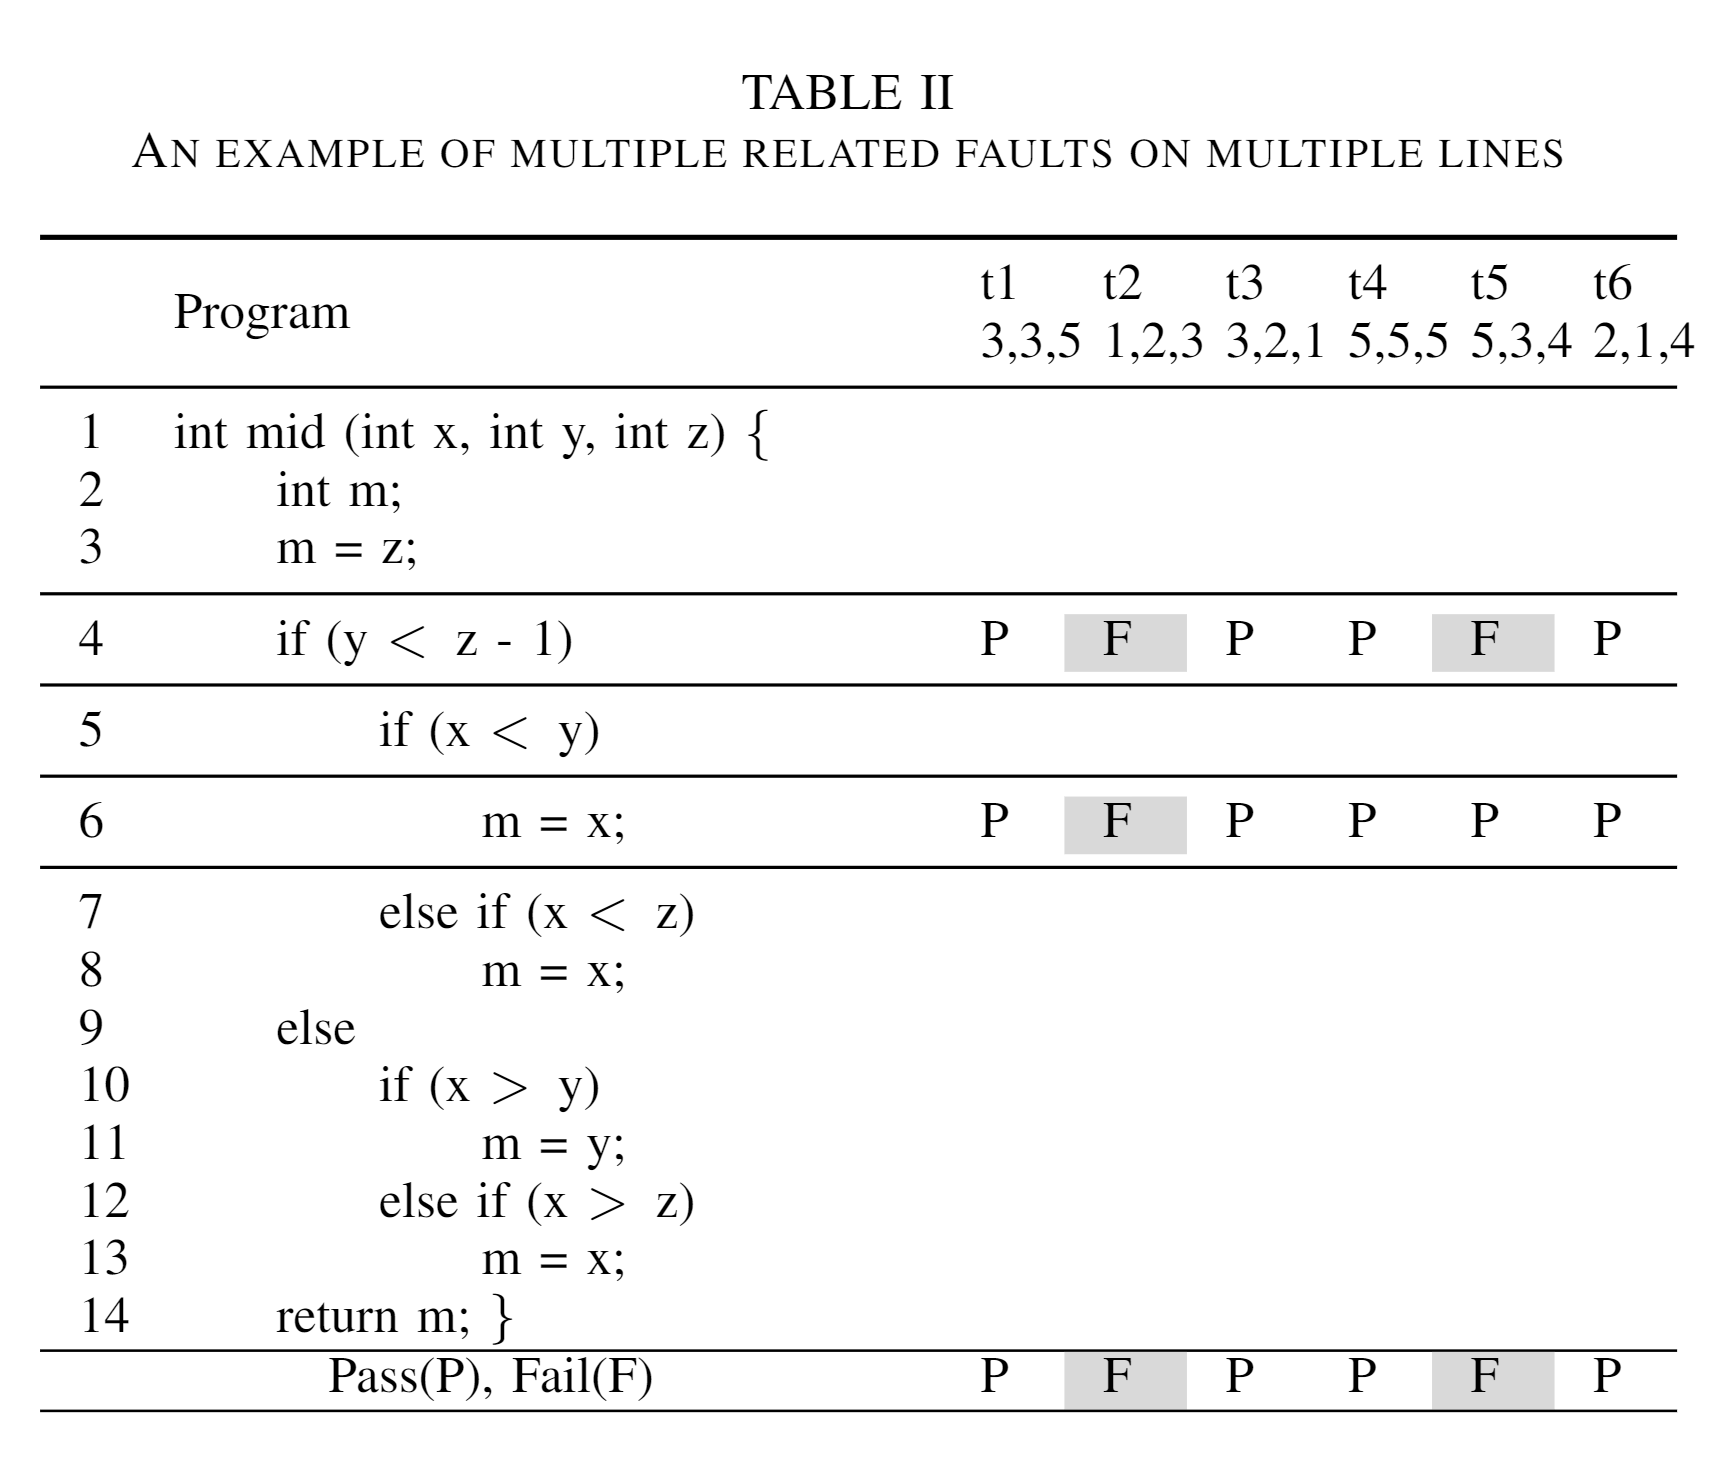 TABLE II
AN EXAMPLE OF MULTIPLE RELATED FAULTS ON MULTIPLE LINES
Program t1 t2 t3 t4 t5 t6
3,3,5 1,2,3 3,2,1 5,5,5 5,3,4 2,1,4
1 int mid (int x, int y, int z) {
2 int m;
3 m = z;
4 if (y < z - 1) P F P P F P
5 if (x < y)
6 m = x; P F P P P P
7 else if (x < z)
8 m = x;
9 else
10 if (x > y)
11 m = y;
12 else if (x > z)
13 m = x;
14 return m; }
Pass(P), Fail(F) P F P P F P